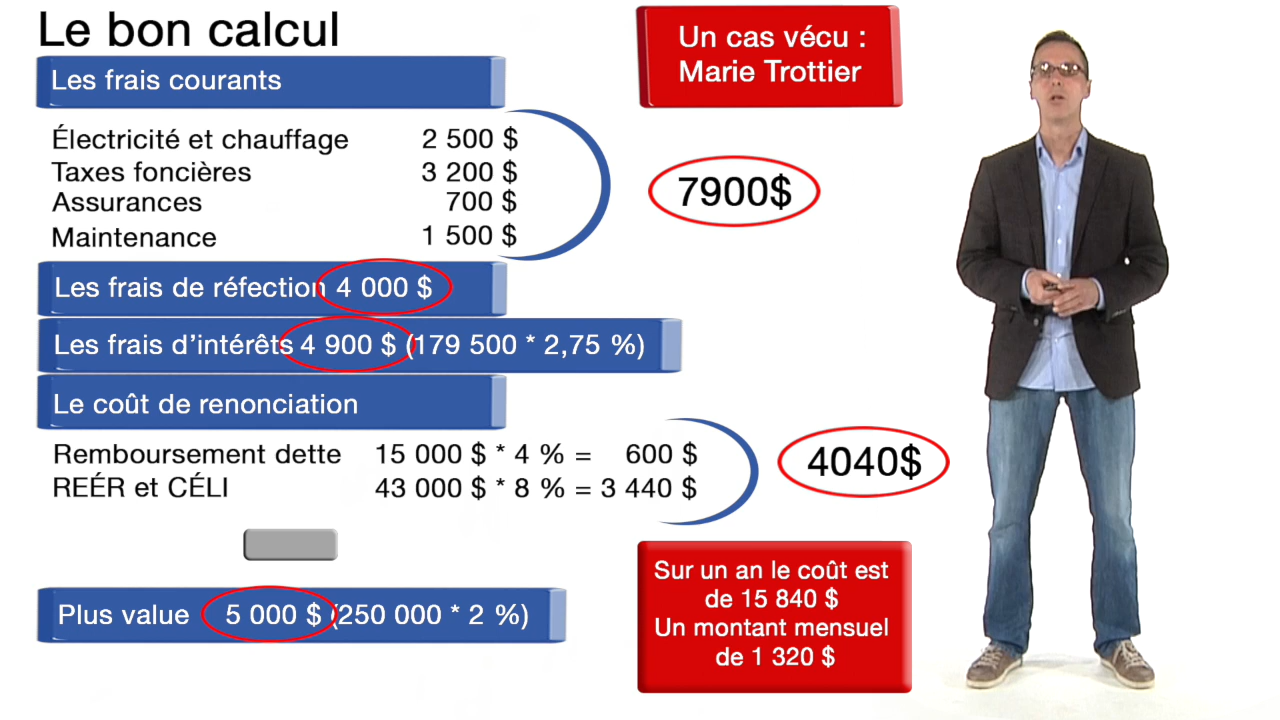 Le bon calcul
Un cas vécu :
Marie Trottier
Les frais courants
Électricité et chauffage 2 500 $
Taxes foncières 3 200 $
Assurances 700 $
Maintenance 1 500 $
7900$
Les frais de réfection 4 000 $
Les frais d'intérêts 4 900 $ (179 500 * 2,75 %)
Le coût de renonciation
Remboursement dette 15 000 $ * 4 % = 600 $
REÉR et CÉLI 43 000 $ * 8 % = 3 440 $
4040$
Plus value 5 000 $ (250 000 * 2 %)
Sur un an le coût est
de 15 840 $
Un montant mensuel
de 1 320 $